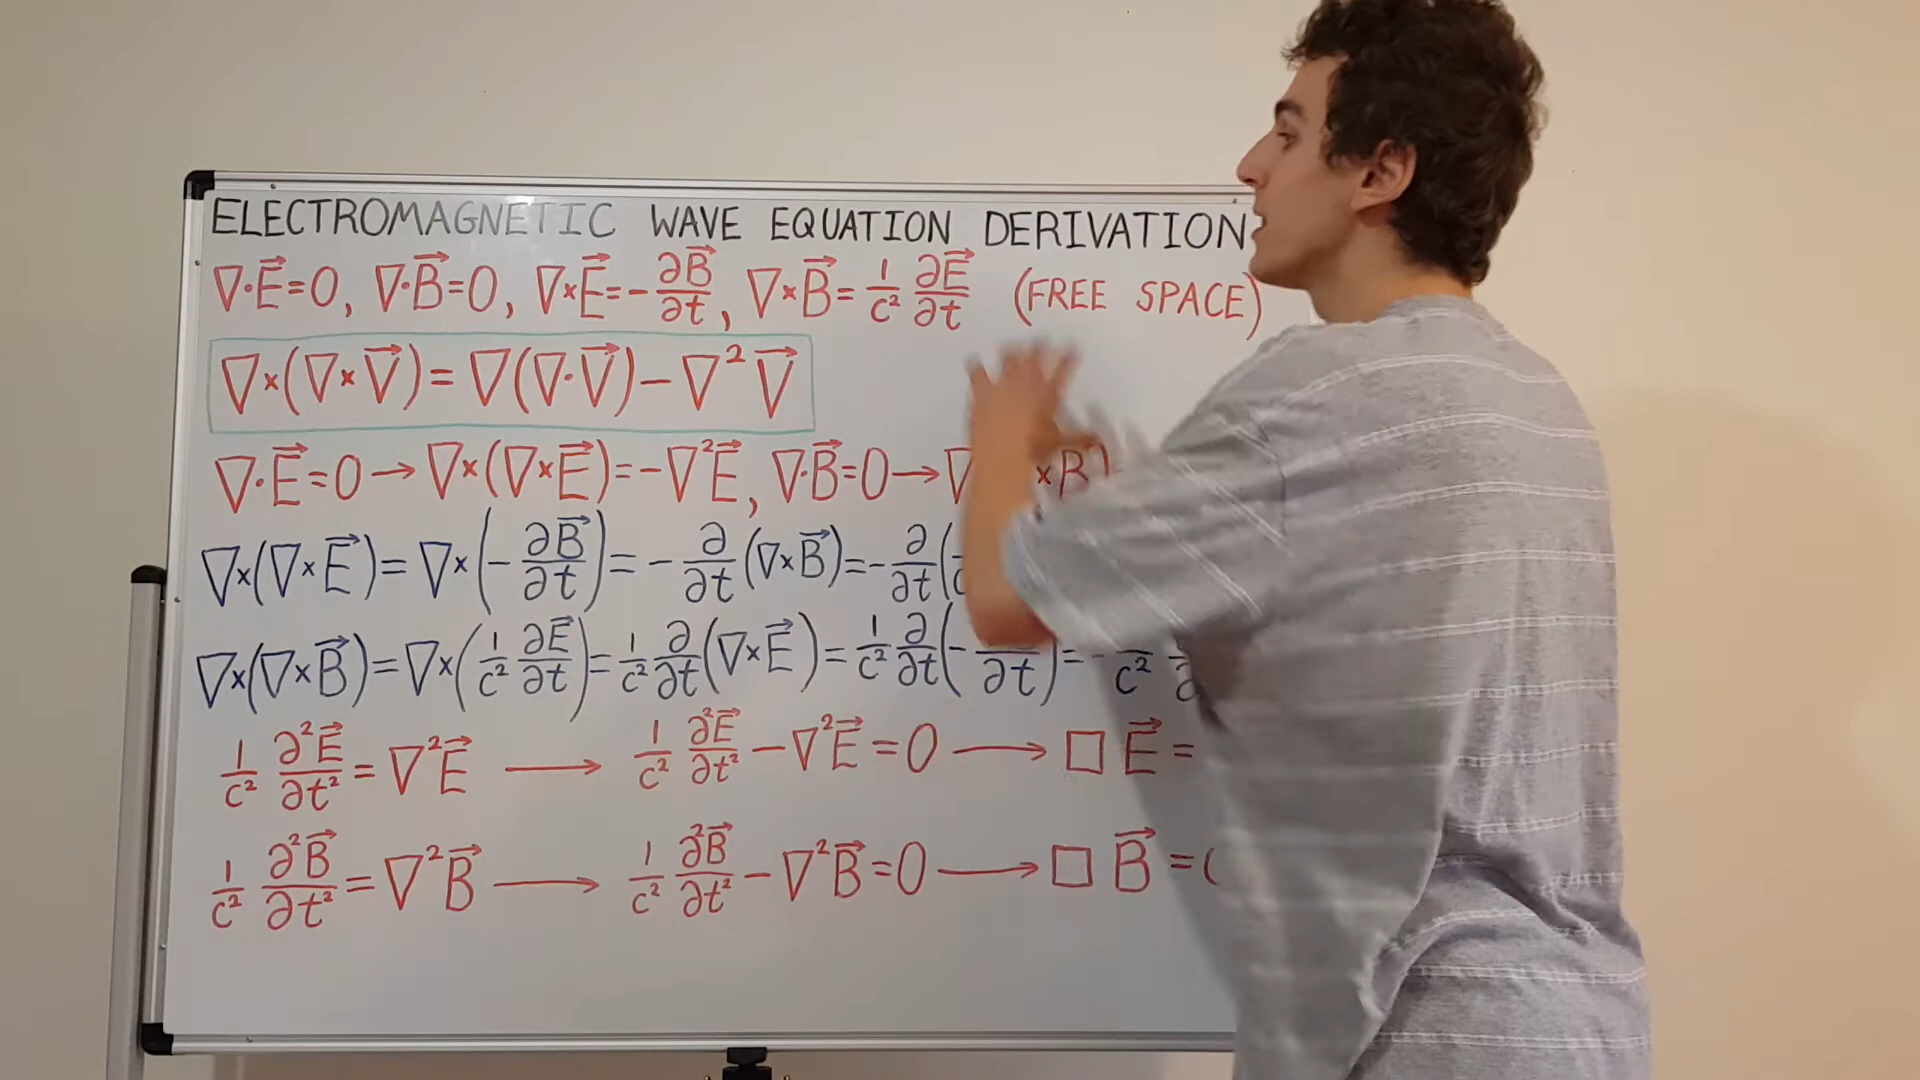 ELECTROMAGNETIC WAVE EQUATION DERIVATION
∇·E⃗=0, ∇·B⃗=0, ∇×E⃗=-∂B⃗/∂t, ∇×B⃗=1/c² ∂E⃗/∂t (FREE SPACE)
∇×(∇×V⃗)=∇(∇·V⃗)-∇²V⃗
∇·E⃗=0→∇×(∇×E⃗)=-∇²E⃗, ∇·B⃗=0→∇ ×B⃗)
∇×(∇×E⃗)=∇×(-∂B⃗/∂t)=-∂/∂t(∇×B⃗)=-∂/∂t(
∇×(∇×B⃗)=∇×(1/c² ∂E⃗/∂t)=1/c² ∂/∂t(∇×E⃗)=1/c² ∂/∂t(- /∂t)=- /c² ∂
1/c² ∂²E⃗/∂t²=∇²E⃗ → 1/c² ∂²E⃗/∂t²-∇²E⃗=0 → □ E⃗=
1/c² ∂²B⃗/∂t²=∇²B⃗ → 1/c² ∂²B⃗/∂t²-∇²B⃗=0 → □ B⃗=